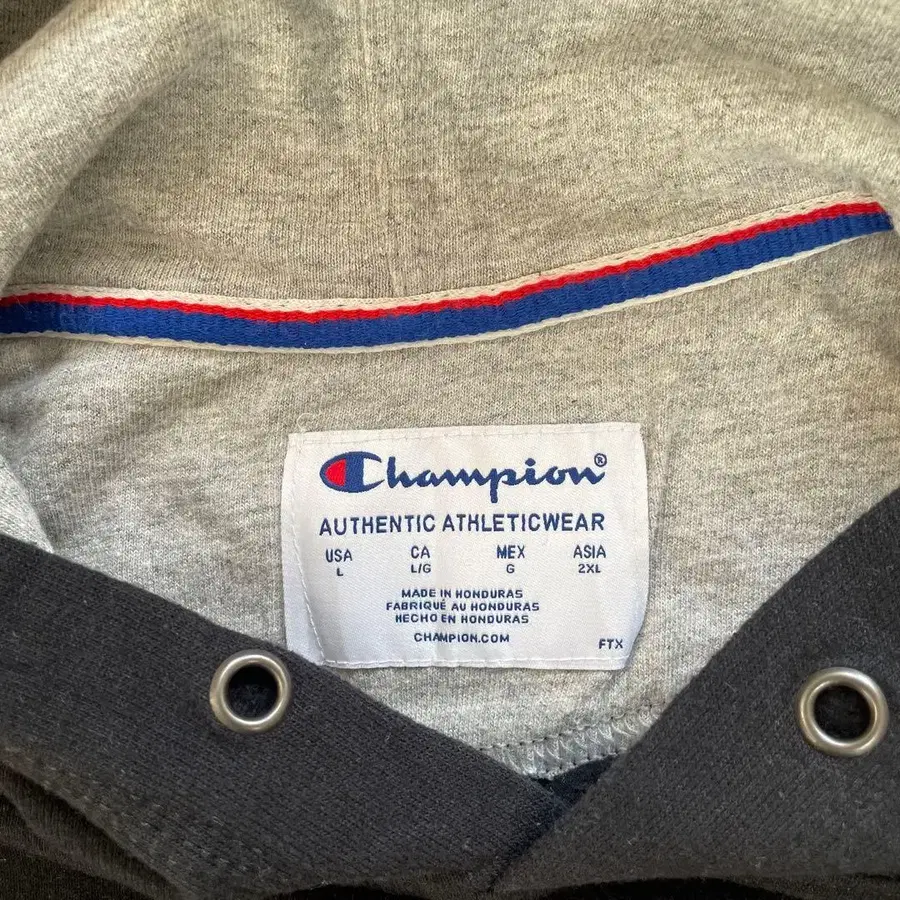 Champion®
AUTHENTIC ATHLETICWEAR
USA CA MEX ASIA
L L/G G 2XL
MADE IN HONDURAS
FABRIQUÉ AU HONDURAS
HECHO EN HONDURAS
CHAMPION.COM
FTX